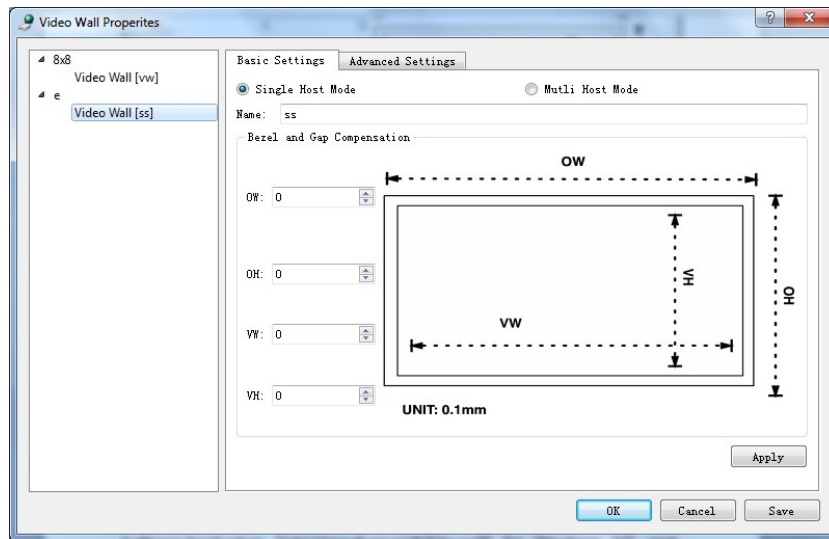 Video Wall Properites
8x8
Video Wall [vw]
e
Video Wall [ss]
Basic Settings
Advanced Settings
Single Host Mode
Mutli Host Mode
Name: ss
Bezel and Gap Compensation
OW
OW: 0
OH: 0
VH
OH
VW
VW: 0
VH: 0
UNIT: 0.1mm
Apply
OK
Cancel
Save